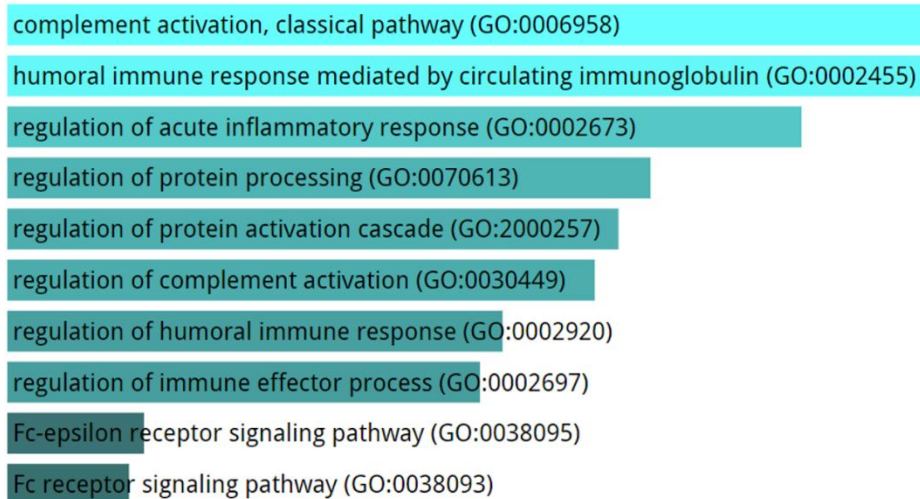 complement activation, classical pathway (GO:0006958)
humoral immune response mediated by circulating immunoglobulin (GO:0002455)
regulation of acute inflammatory response (GO:0002673)
regulation of protein processing (GO:0070613)
regulation of protein activation cascade (GO:2000257)
regulation of complement activation (GO:0030449)
regulation of humoral immune response (GO:0002920)
regulation of immune effector process (GO:0002697)
Fc-epsilon receptor signaling pathway (GO:0038095)
Fc receptor signaling pathway (GO:0038093)